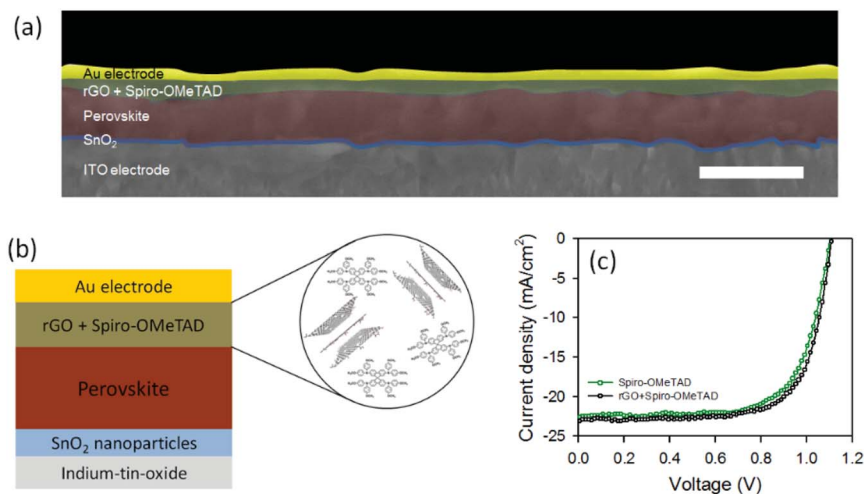 (a)
Au electrode
rGO + Spiro-OMeTAD
Perovskite
SnO₂
ITO electrode
(b)
Au electrode
rGO + Spiro-OMeTAD
Perovskite
SnO₂ nanoparticles
Indium-tin-oxide
(c)
Current density (mA/cm²)
0
-5
-10
-15
-20
-25
Spiro-OMeTAD
rGO+Spiro-OMeTAD
0.0 0.2 0.4 0.6 0.8 1.0 1.2
Voltage (V)